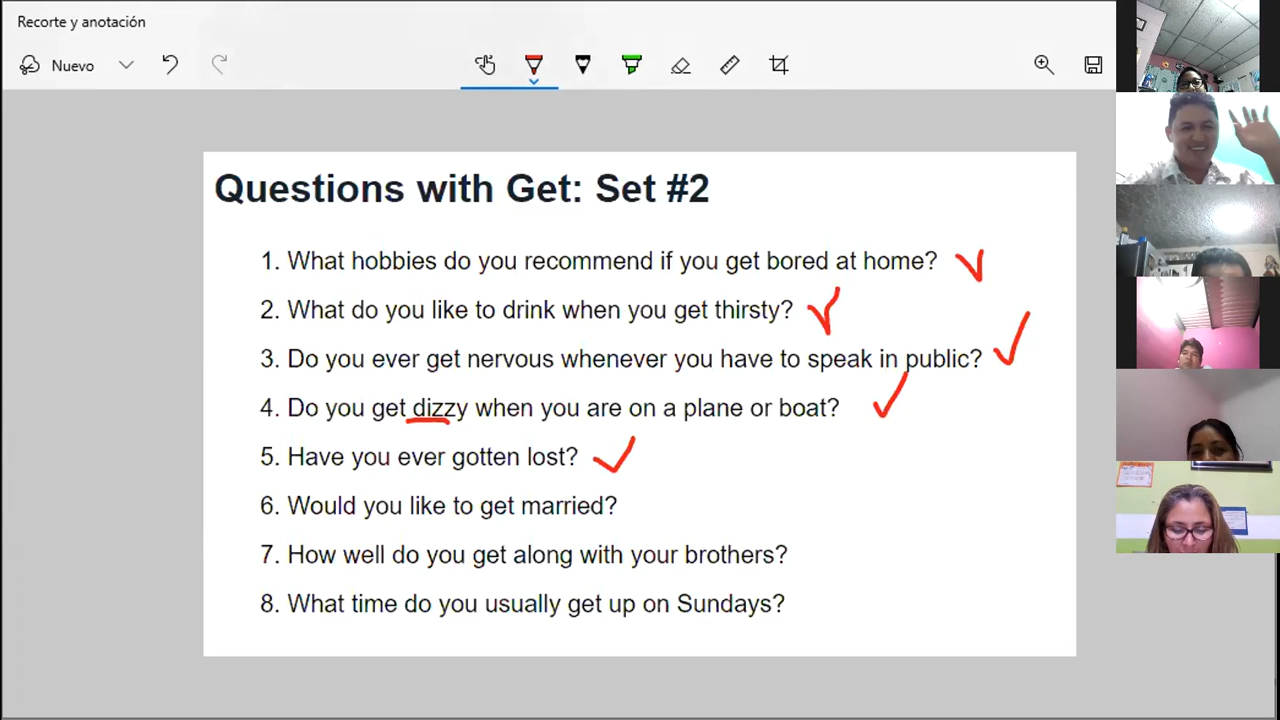 Recorte y anotación
Nuevo
Questions with Get: Set #2
1. What hobbies do you recommend if you get bored at home?
2. What do you like to drink when you get thirsty?
3. Do you ever get nervous whenever you have to speak in public?
4. Do you get dizzy when you are on a plane or boat?
5. Have you ever gotten lost?
6. Would you like to get married?
7. How well do you get along with your brothers?
8. What time do you usually get up on Sundays?